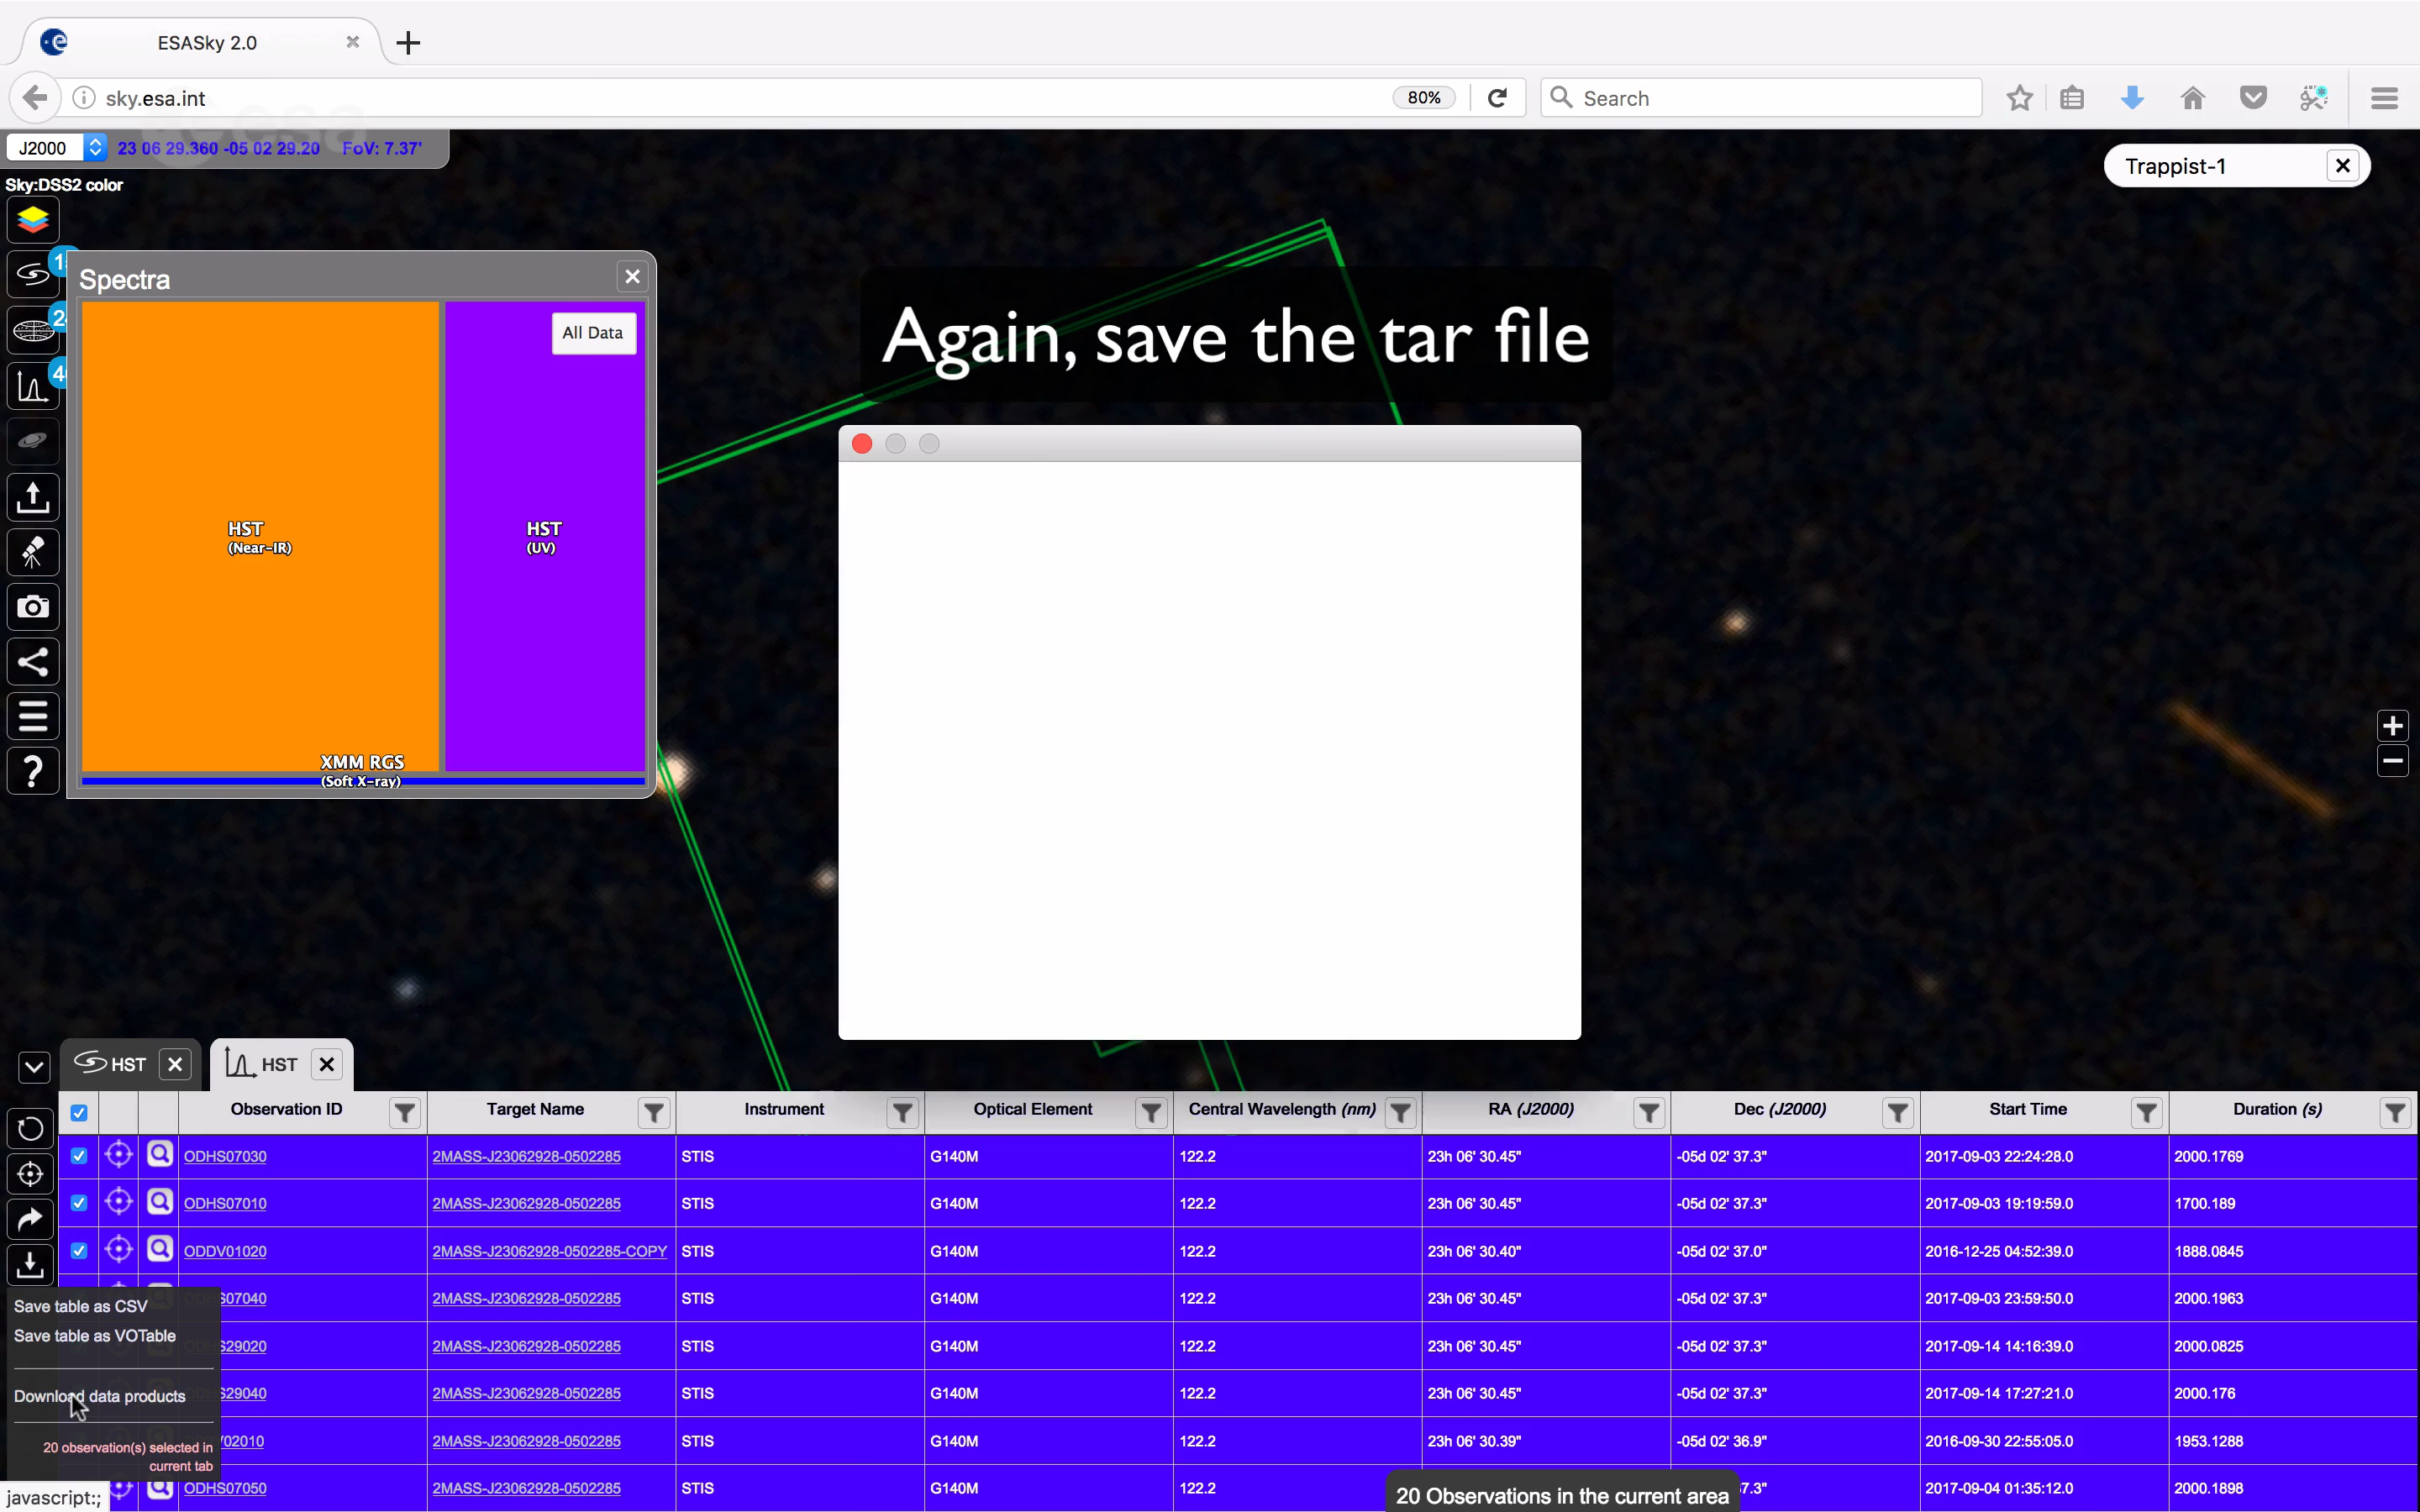 ESASky 2.0
sky.esa.int
80%
Search
J2000
23 06 29.360 -05 02 29.20 FoV: 7.37'
Trappist-1
Sky:DSS2 color
Spectra
All Data
HST
(Near-IR)
HST
(UV)
XMM RGS
(Soft X-ray)
Again, save the tar file
HST
HST
Observation ID Target Name Instrument Optical Element Central Wavelength (nm) RA (J2000) Dec (J2000) Start Time Duration (s)
ODHS07030 2MASS-J23062928-0502285 STIS G140M 122.2 23h 06' 30.45" -05d 02' 37.3" 2017-09-03 22:24:28.0 2000.1769
ODHS07010 2MASS-J23062928-0502285 STIS G140M 122.2 23h 06' 30.45" -05d 02' 37.3" 2017-09-03 19:19:59.0 1700.189
ODDV01020 2MASS-J23062928-0502285-COPY STIS G140M 122.2 23h 06' 30.40" -05d 02' 37.0" 2016-12-25 04:52:39.0 1888.0845
S07040 2MASS-J23062928-0502285 STIS G140M 122.2 23h 06' 30.45" -05d 02' 37.3" 2017-09-03 23:59:50.0 2000.1963
S29020 2MASS-J23062928-0502285 STIS G140M 122.2 23h 06' 30.45" -05d 02' 37.3" 2017-09-14 14:16:39.0 2000.0825
S29040 2MASS-J23062928-0502285 STIS G140M 122.2 23h 06' 30.45" -05d 02' 37.3" 2017-09-14 17:27:21.0 2000.176
V02010 2MASS-J23062928-0502285 STIS G140M 122.2 23h 06' 30.39" -05d 02' 36.9" 2016-09-30 22:55:05.0 1953.1288
ODHS07050 2MASS-J23062928-0502285 STIS G140M 122.2 7.3" 2017-09-04 01:35:12.0 2000.1898
Save table as CSV
Save table as VOTable
Download data products
20 observation(s) selected in
current tab
javascript:;
20 Observations in the current area